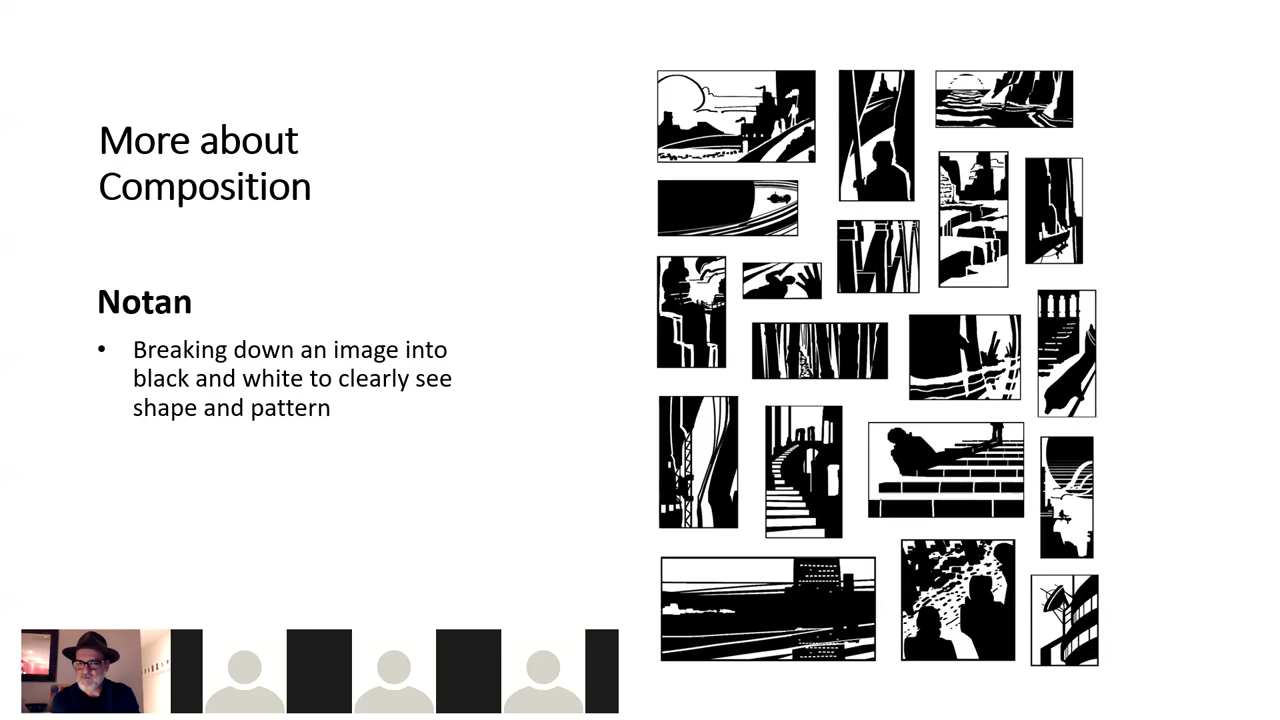 More about
Composition
Notan
• Breaking down an image into
black and white to clearly see
shape and pattern